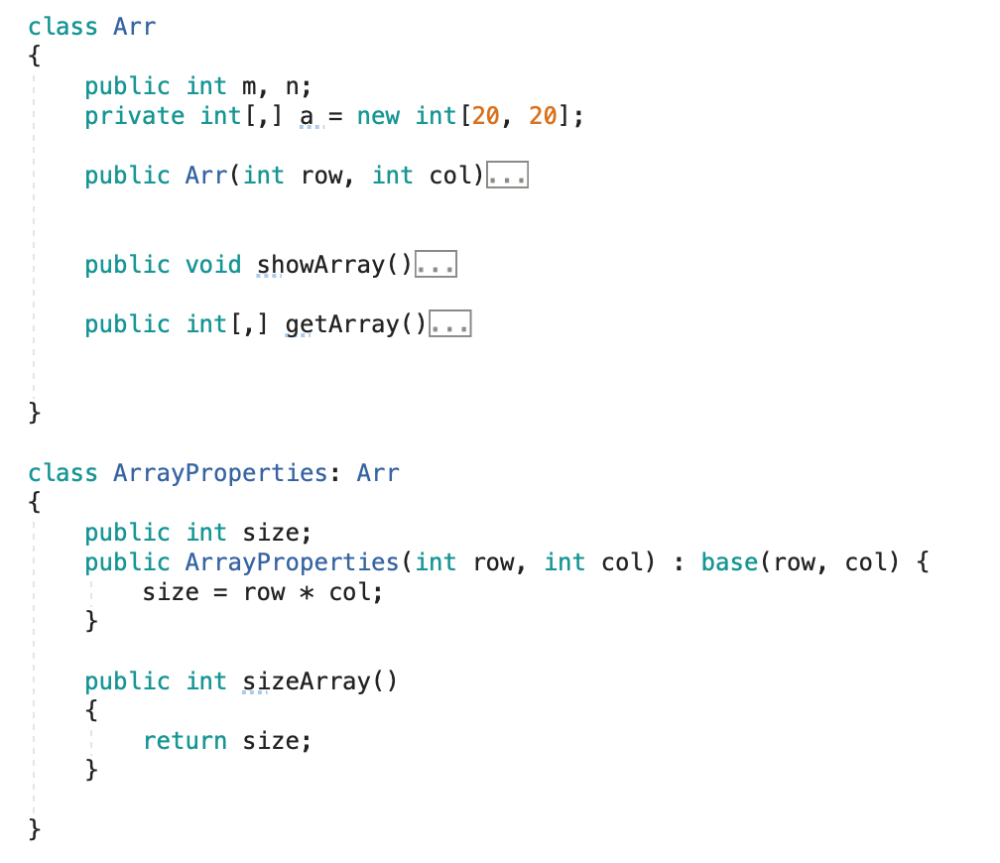 class Arr
{
    public int m, n;
    private int[,] a = new int[20, 20];
    public Arr(int row, int col)...
    public void showArray()...
    public int[,] getArray()...
}
class ArrayProperties: Arr
{
    public int size;
    public ArrayProperties(int row, int col) : base(row, col) {
        size = row * col;
    }
    public int sizeArray()
    {
        return size;
    }
}